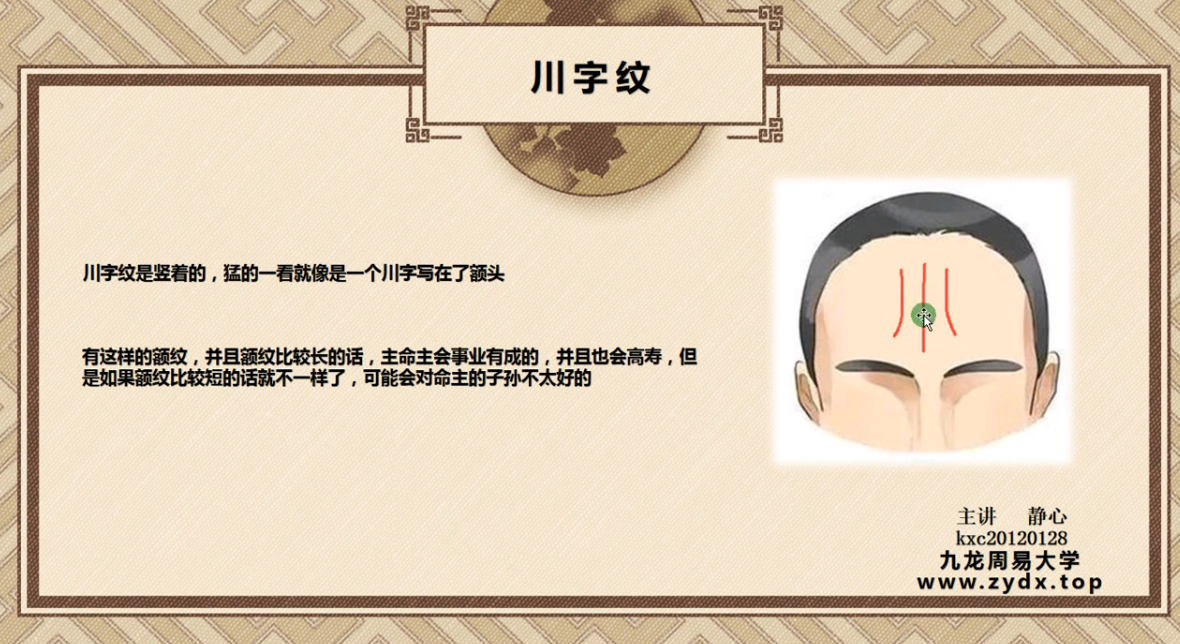 川字纹
川字纹是竖着的，猛的一看就像是一个川字写在了额头
有这样的额纹，并且额纹比较长的话，主命主会事业有成的，并且也会高寿，但
是如果额纹比较短的话就不一样了，可能会对命主的子孙不太好的
主讲 静心
kxc20120128
九龙周易大学
www.zydx.top